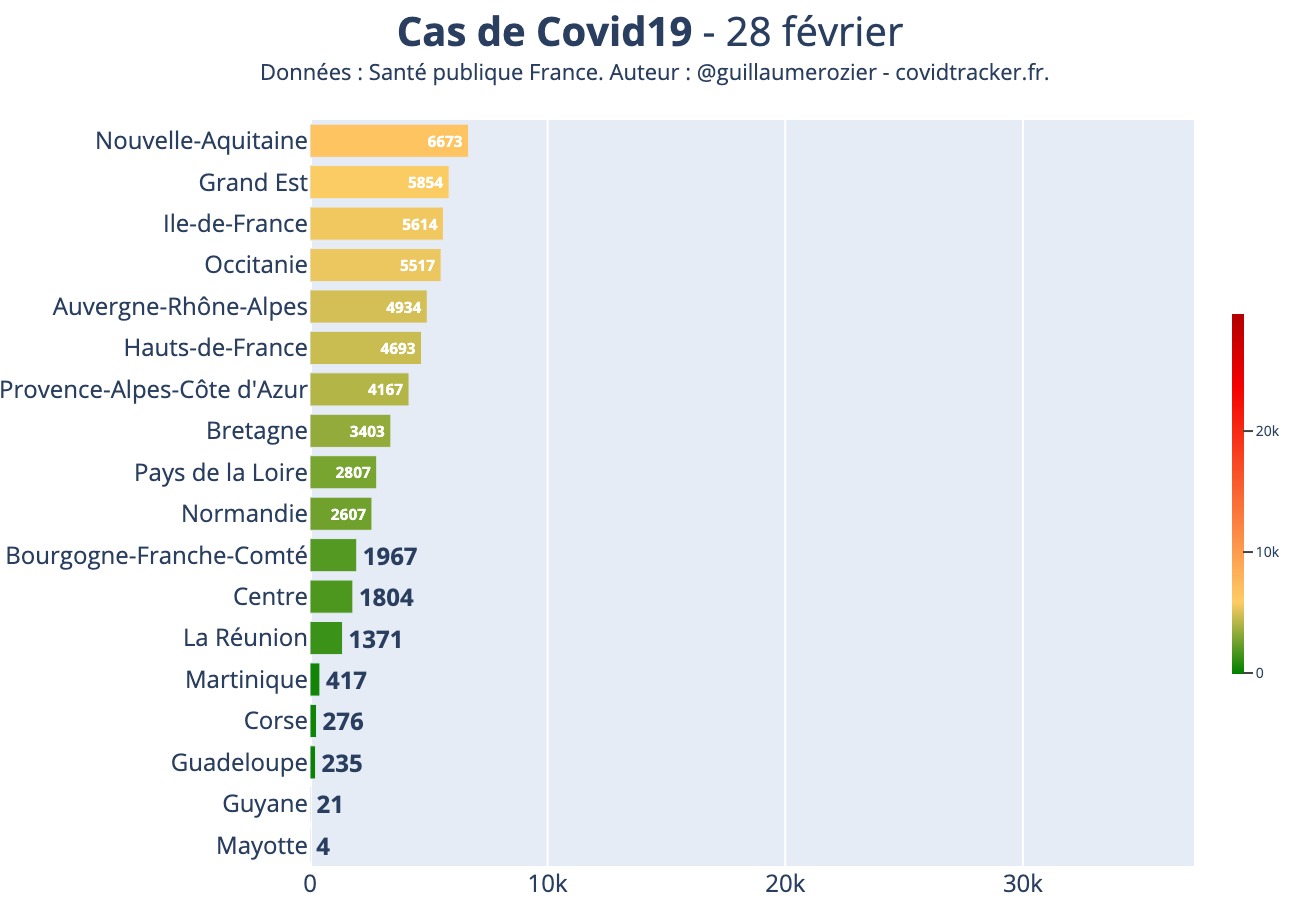 Cas de Covid19 - 28 février
Données : Santé publique France. Auteur : @guillaumerozier - covidtracker.fr.
Nouvelle-Aquitaine 6673
Grand Est 5854
Ile-de-France 5614
Occitanie 5517
Auvergne-Rhône-Alpes 4934
Hauts-de-France 4693
Provence-Alpes-Côte d'Azur 4167
Bretagne 3403
Pays de la Loire 2807
Normandie 2607
Bourgogne-Franche-Comté 1967
Centre 1804
La Réunion 1371
Martinique 417
Corse 276
Guadeloupe 235
Guyane 21
Mayotte 4
0 10k 20k 30k
20k
10k
0